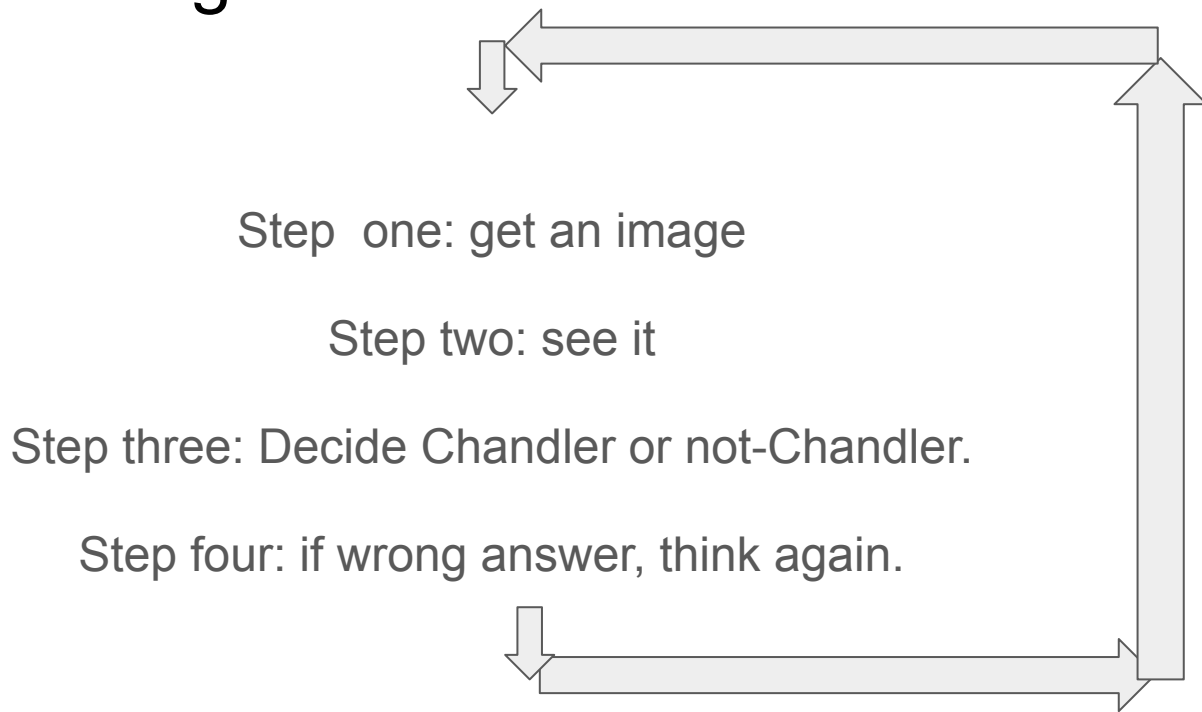 Step  one: get an image
Step two: see it
Step three: Decide Chandler or not-Chandler.
Step four: if wrong answer, think again.